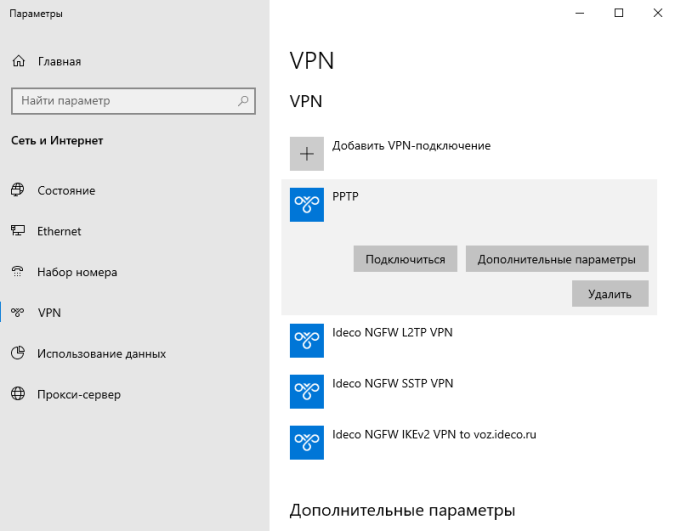 Параметры
Главная
Найти параметр
Сеть и Интернет
Состояние
Ethernet
Набор номера
VPN
Использование данных
Прокси-сервер
VPN
VPN
Добавить VPN-подключение
PPTP
Подключиться
Дополнительные параметры
Удалить
Ideco NGFW L2TP VPN
Ideco NGFW SSTP VPN
Ideco NGFW IKEv2 VPN to voz.ideco.ru
Дополнительные параметры